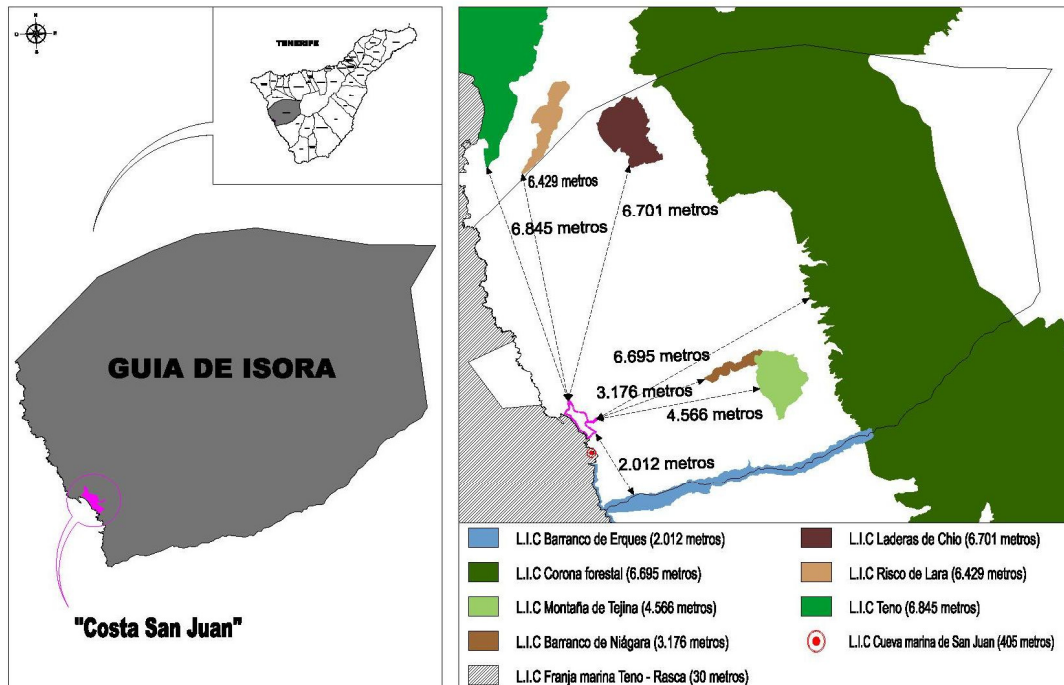 TENERIFE
GUIA DE ISORA
"Costa San Juan"
6.429 metros
6.845 metros
6.701 metros
6.695 metros
3.176 metros
4.566 metros
2.012 metros
L.I.C Barranco de Erques (2.012 metros)
L.I.C Corona forestal (6.695 metros)
L.I.C Montaña de Tejina (4.566 metros)
L.I.C Barranco de Niágara (3.176 metros)
L.I.C Franja marina Teno - Rasca (30 metros)
L.I.C Laderas de Chio (6.701 metros)
L.I.C Risco de Lara (6.429 metros)
L.I.C Teno (6.845 metros)
L.I.C Cueva marina de San Juan (405 metros)